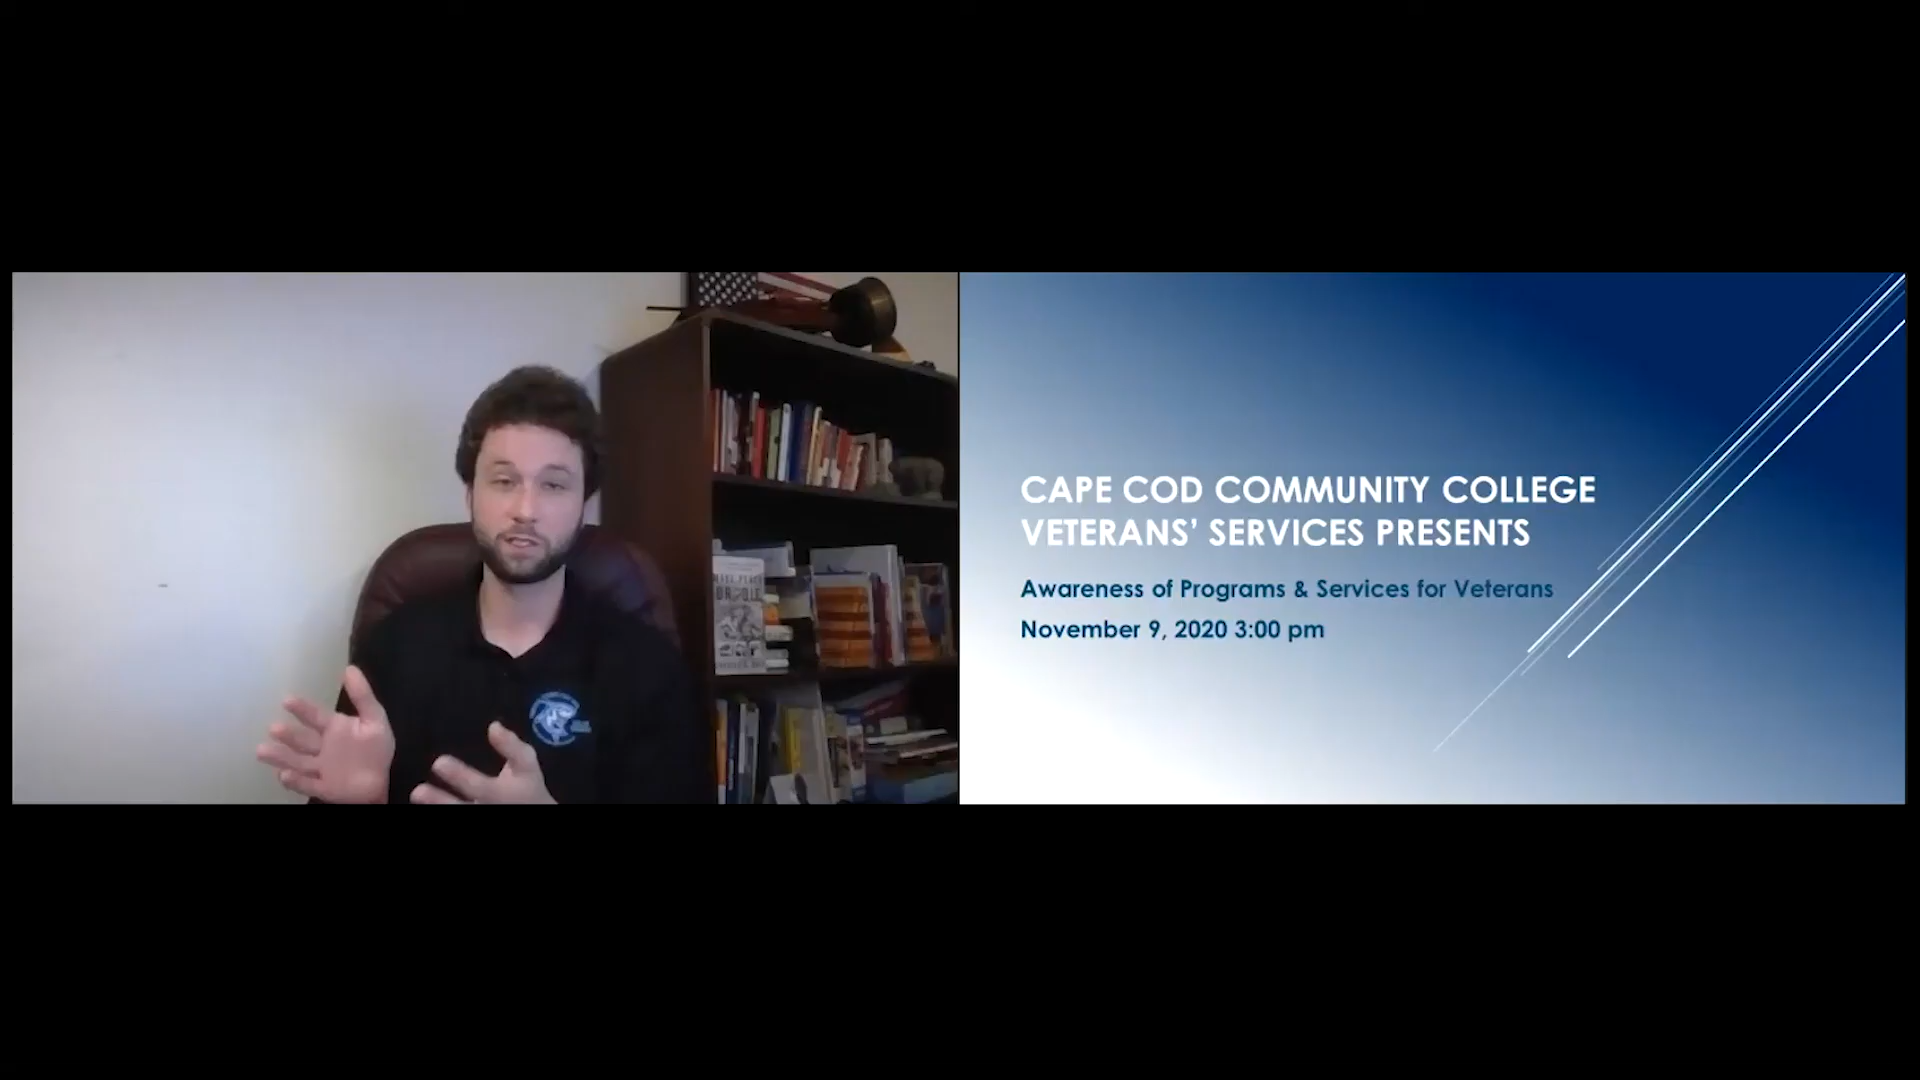 CAPE COD COMMUNITY COLLEGE
VETERANS’ SERVICES PRESENTS
Awareness of Programs & Services for Veterans
November 9, 2020 3:00 pm